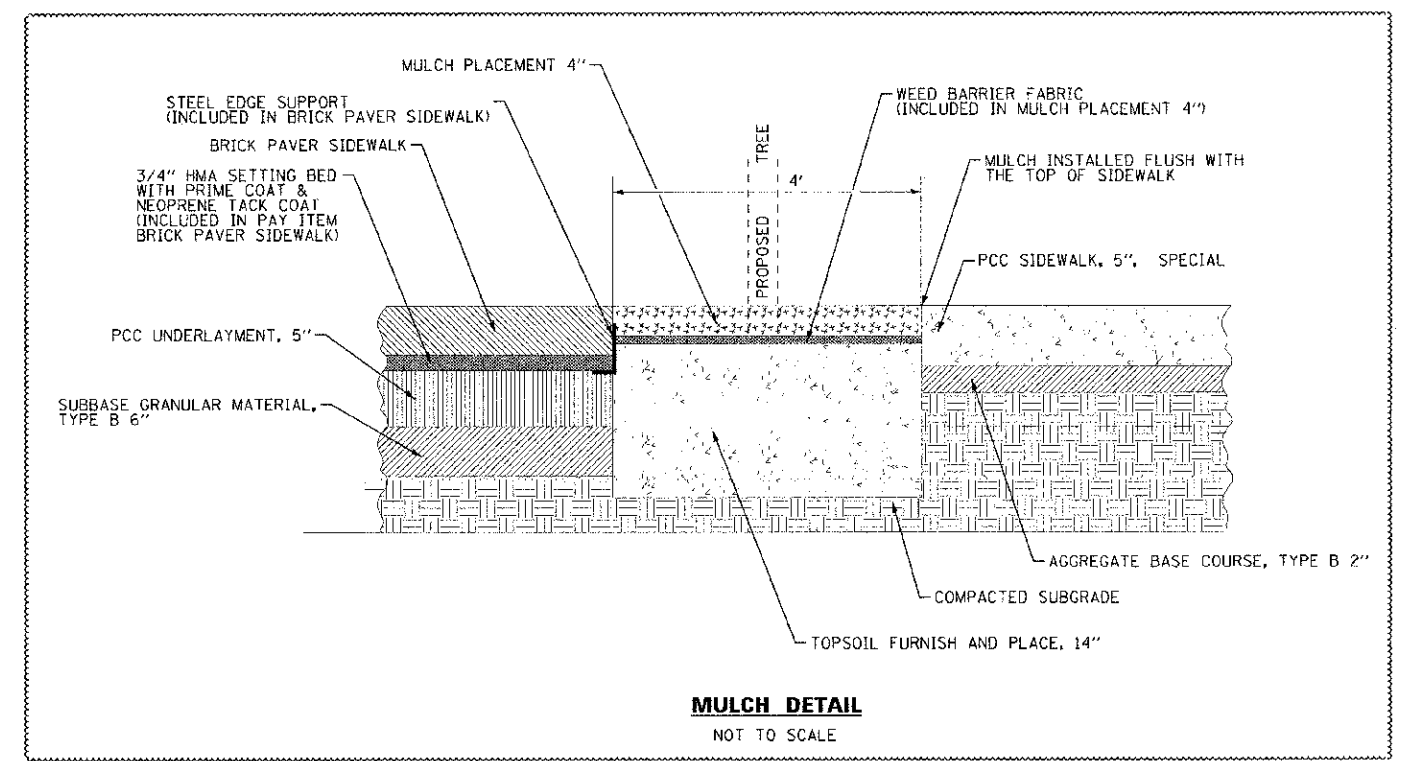 MULCH PLACEMENT 4"
STEEL EDGE SUPPORT
(INCLUDED IN BRICK PAVER SIDEWALK)
BRICK PAVER SIDEWALK
3/4" HMA SETTING BED
WITH PRIME COAT &
NEOPRENE TACK COAT
(INCLUDED IN PAY ITEM
BRICK PAVER SIDEWALK)
PCC UNDERLAYMENT, 5"
SUBBASE GRANULAR MATERIAL,
TYPE B 6"
PROPOSED TREE
4'
WEED BARRIER FABRIC
(INCLUDED IN MULCH PLACEMENT 4")
MULCH INSTALLED FLUSH WITH
THE TOP OF SIDEWALK
PCC SIDEWALK, 5", SPECIAL
AGGREGATE BASE COURSE, TYPE B 2"
COMPACTED SUBGRADE
TOPSOIL FURNISH AND PLACE, 14"
MULCH DETAIL
NOT TO SCALE